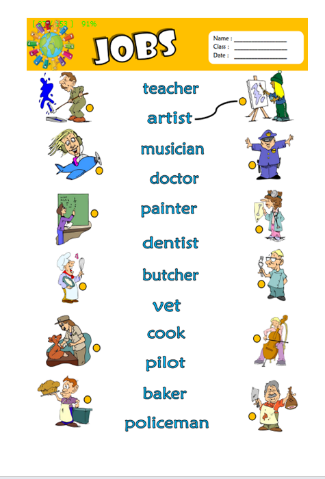 JOBS
Name :
Class :
Date :
teacher
artist
musician
doctor
painter
dentist
butcher
vet
cook
pilot
baker
policeman